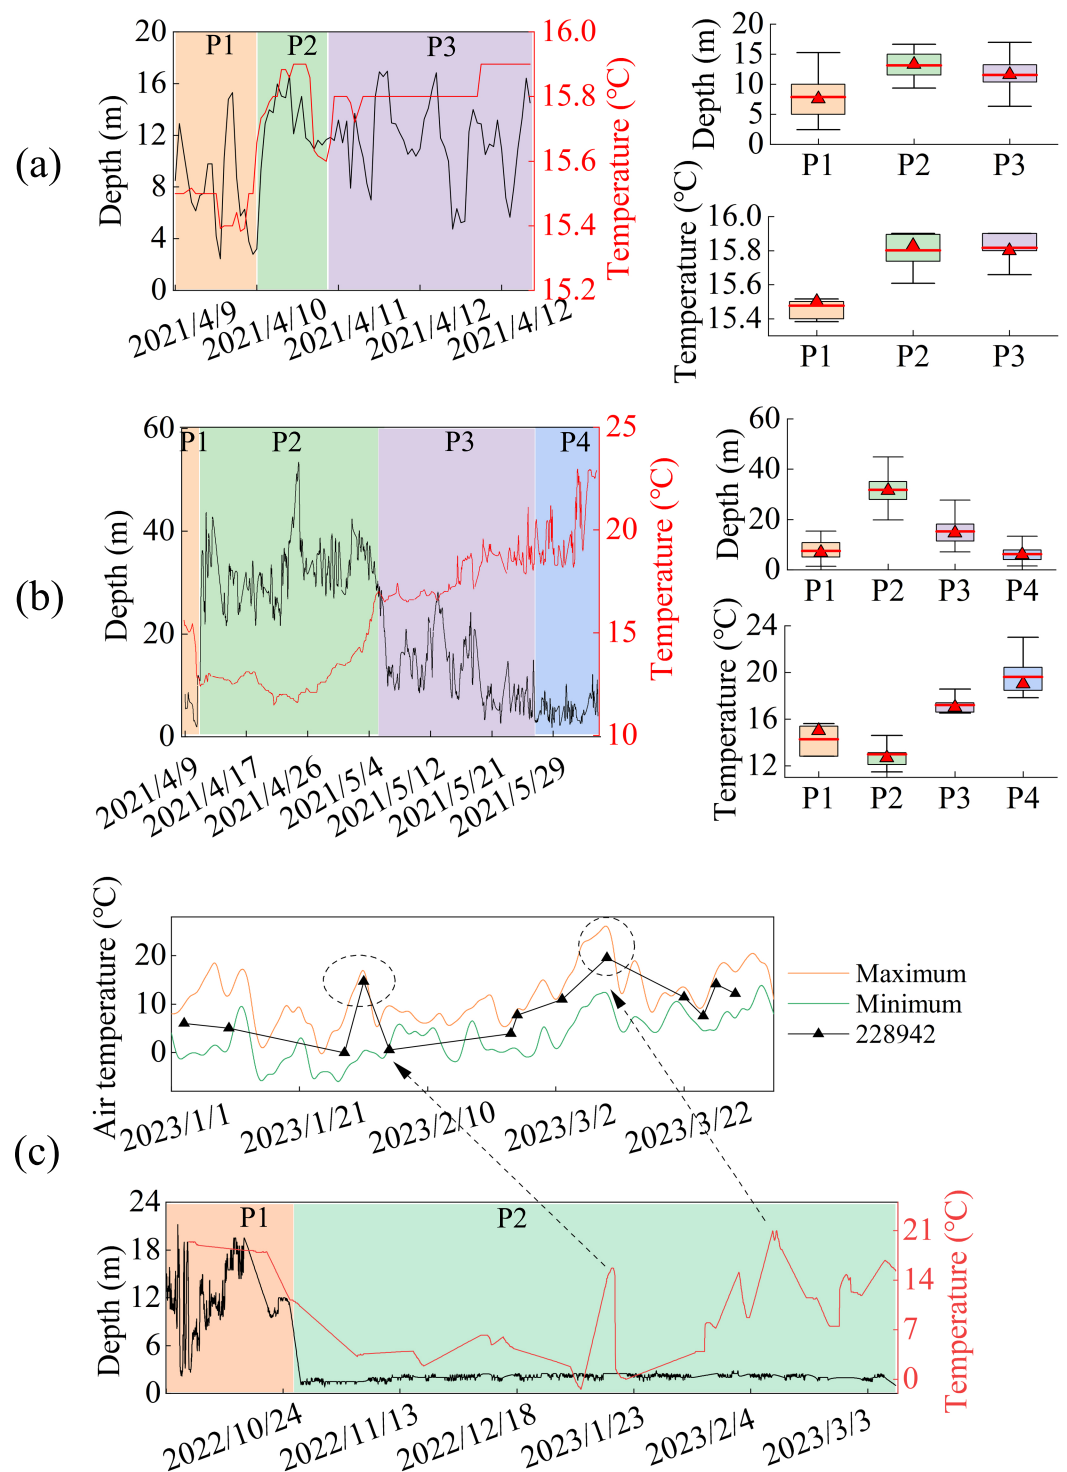 (a)
Depth (m)
20
16
12
8
4
0
P1
P2
P3
16.0
15.8
15.6
15.4
15.2
Temperature (°C)
2021/4/9
2021/4/10
2021/4/11
2021/4/12
2021/4/12
Depth (m)
20
15
10
5
0
P1
P2
P3
Temperature (°C)
16.0
15.8
15.6
15.4
P1
P2
P3
(b)
Depth (m)
60
40
20
0
P1
P2
P3
P4
25
20
15
10
Temperature (°C)
2021/4/9
2021/4/17
2021/4/26
2021/5/4
2021/5/12
2021/5/21
2021/5/29
Depth (m)
60
40
20
0
P1
P2
P3
P4
Temperature (°C)
24
20
16
12
P1
P2
P3
P4
(c)
Air temperature (°C)
20
10
0
2023/1/1
2023/1/21
2023/2/10
2023/3/2
2023/3/22
Maximum
Minimum
228942
Depth (m)
24
18
12
6
0
P1
P2
21
14
7
0
Temperature (°C)
2022/10/24
2022/11/13
2022/12/18
2023/1/23
2023/2/4
2023/3/3